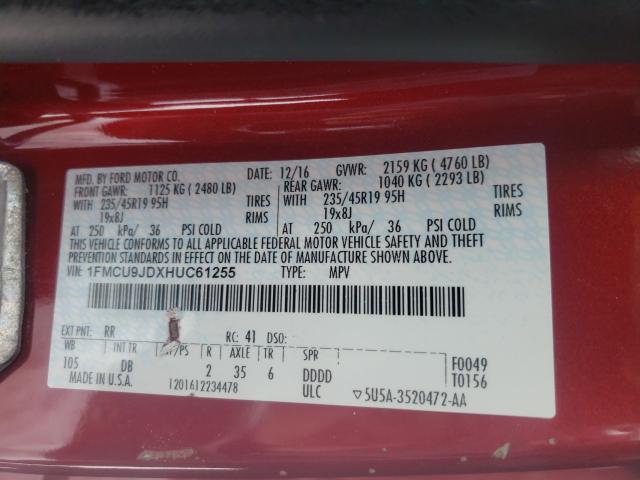 MFD. BY FORD MOTOR CO. DATE: 12/16 GVWR: 2159 KG ( 4760 LB)
FRONT GAWR: 1125 KG ( 2480 LB) REAR GAWR: 1040 KG ( 2293 LB)
WITH 235/45R19 95H TIRES WITH 235/45R19 95H TIRES
19x8J RIMS 19x8J RIMS
AT 250 kPa/ 36 PSI COLD AT 250 kPa/ 36 PSI COLD
THIS VEHICLE CONFORMS TO ALL APPLICABLE FEDERAL MOTOR VEHICLE SAFETY AND THEFT
PREVENTION STANDARDS IN EFFECT ON THE DATE OF MANUFACTURE SHOWN ABOVE.
VIN: 1FMCU9JDXHUC61255 TYPE: MPV
EXT PNT: RR RC: 41 DSO:
WB INT TR TP/PS R AXLE TR SPR F0049
105 DB 2 35 6 DDDD T0156
MADE IN U.S.A. 1201612234478 ULC ▽5U5A-3520472-AA